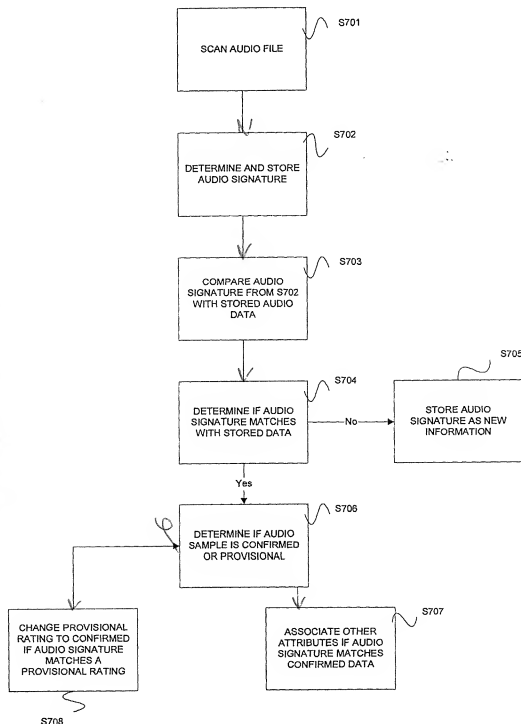 S701
SCAN AUDIO FILE
S702
DETERMINE AND STORE
AUDIO SIGNATURE
S703
COMPARE AUDIO
SIGNATURE FROM S702
WITH STORED AUDIO
DATA
S704
DETERMINE IF AUDIO
SIGNATURE MATCHES
WITH STORED DATA
No
S705
STORE AUDIO
SIGNATURE AS NEW
INFORMATION
Yes
S706
DETERMINE IF AUDIO
SAMPLE IS CONFIRMED
OR PROVISIONAL
S707
ASSOCIATE OTHER
ATTRIBUTES IF AUDIO
SIGNATURE MATCHES
CONFIRMED DATA
CHANGE PROVISIONAL
RATING TO CONFIRMED
IF AUDIO SIGNATURE
MATCHES A
PROVISIONAL RATING
S708